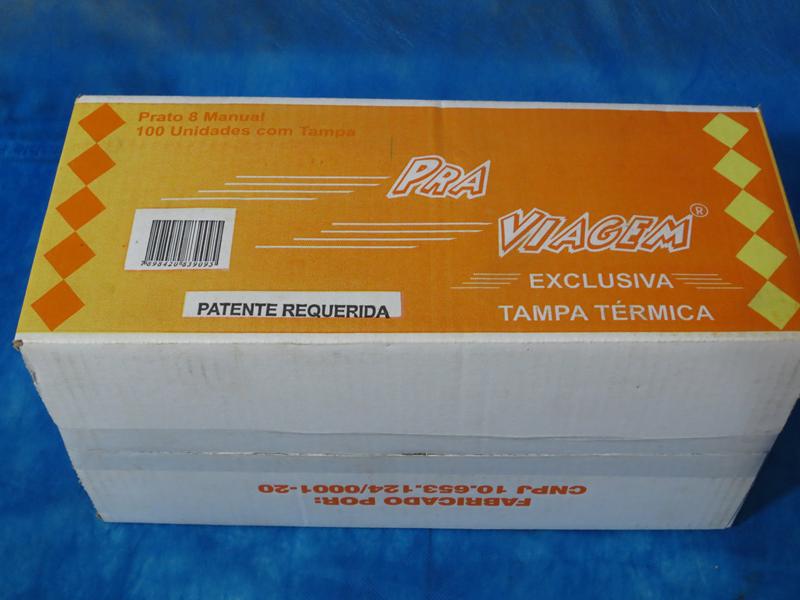 Prato 8 Manual
100 Unidades com Tampa
PRA
VIAGEM®
EXCLUSIVA
TAMPA TÉRMICA
7898420639093
PATENTE REQUERIDA
FABRICADO POR:
CNPJ 10.653.124/0001-20